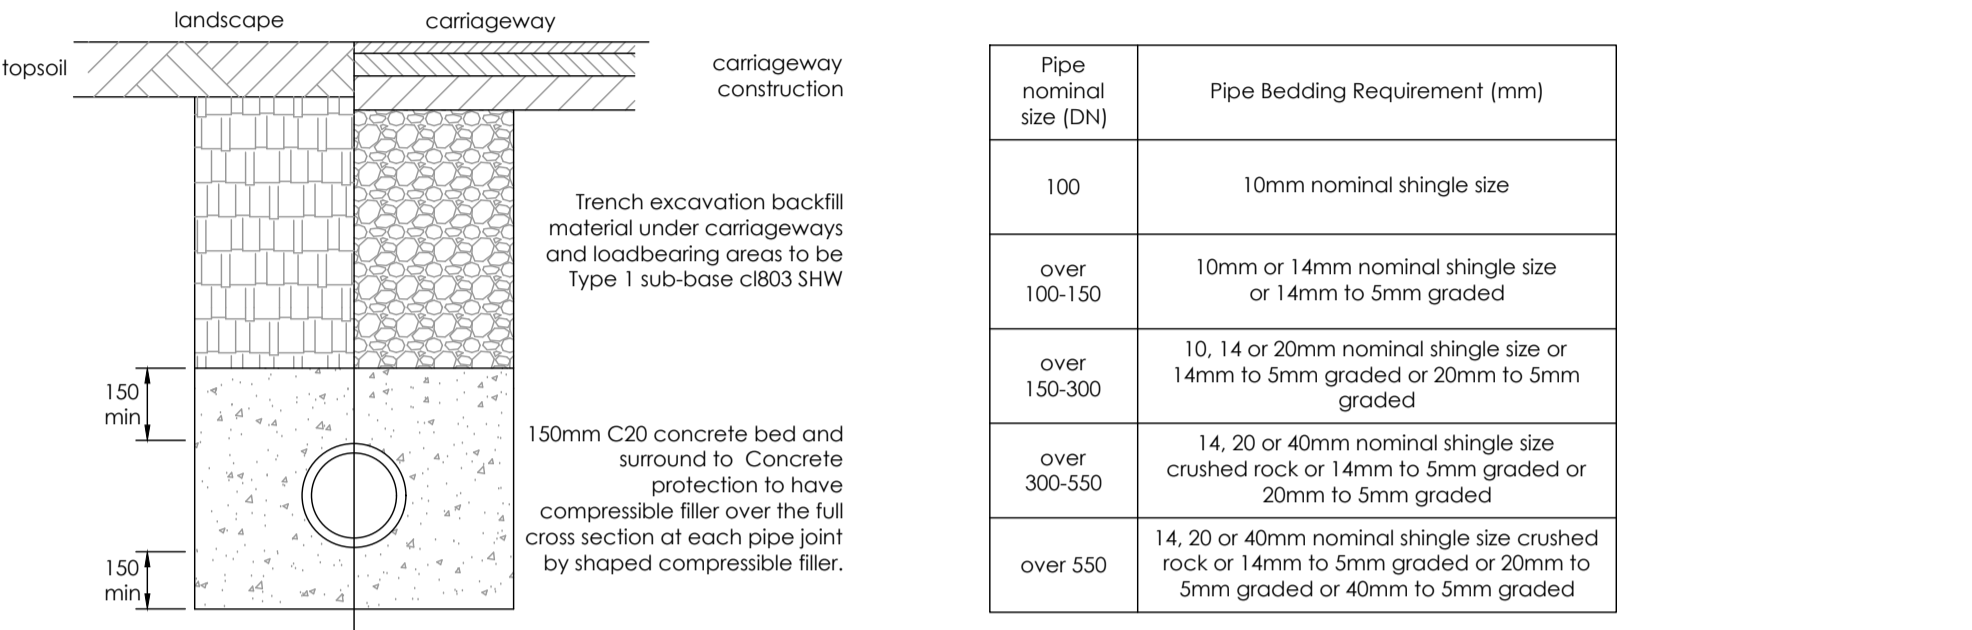 landscape
carriageway
topsoil
carriageway
construction
Trench excavation backfill
material under carriageways
and loadbearing areas to be
Type 1 sub-base cl803 SHW
150
min
150mm C20 concrete bed and
surround to  Concrete
protection to have
compressible filler over the full
cross section at each pipe joint
by shaped compressible filler.
150
min
Pipe
nominal
size (DN)
Pipe Bedding Requirement (mm)
100
10mm nominal shingle size
over
100-150
10mm or 14mm nominal shingle size
or 14mm to 5mm graded
over
150-300
10, 14 or 20mm nominal shingle size or
14mm to 5mm graded or 20mm to 5mm
graded
over
300-550
14, 20 or 40mm nominal shingle size
crushed rock or 14mm to 5mm graded or
20mm to 5mm graded
over 550
14, 20 or 40mm nominal shingle size crushed
rock or 14mm to 5mm graded or 20mm to
5mm graded or 40mm to 5mm graded